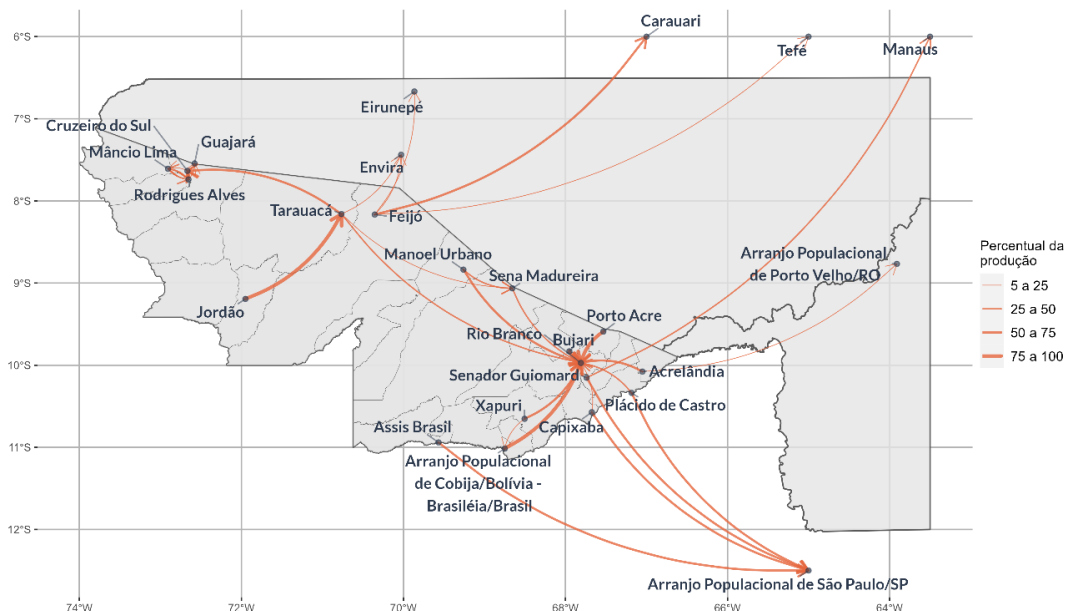 Carauari
6°S
Tefé
Manaus
Eirunepé
7°S
Cruzeiro do Sul
Guajará
Mâncio Lima
Envira
Rodrigues Alves
8°S
Tarauacá
Feijó
Manoel Urbano
Arranjo Populacional
de Porto Velho/RO
Percentual da
produção
5 a 25
25 a 50
50 a 75
75 a 100
9°S
Sena Madureira
Jordão
Porto Acre
Rio Branco
Bujari
10°S
Senador Guiomard
Acrelândia
Xapuri
Plácido de Castro
Assis Brasil
Capixaba
11°S
Arranjo Populacional
de Cobija/Bolívia -
Brasiléia/Brasil
12°S
Arranjo Populacional de São Paulo/SP
74°W
72°W
70°W
68°W
66°W
64°W